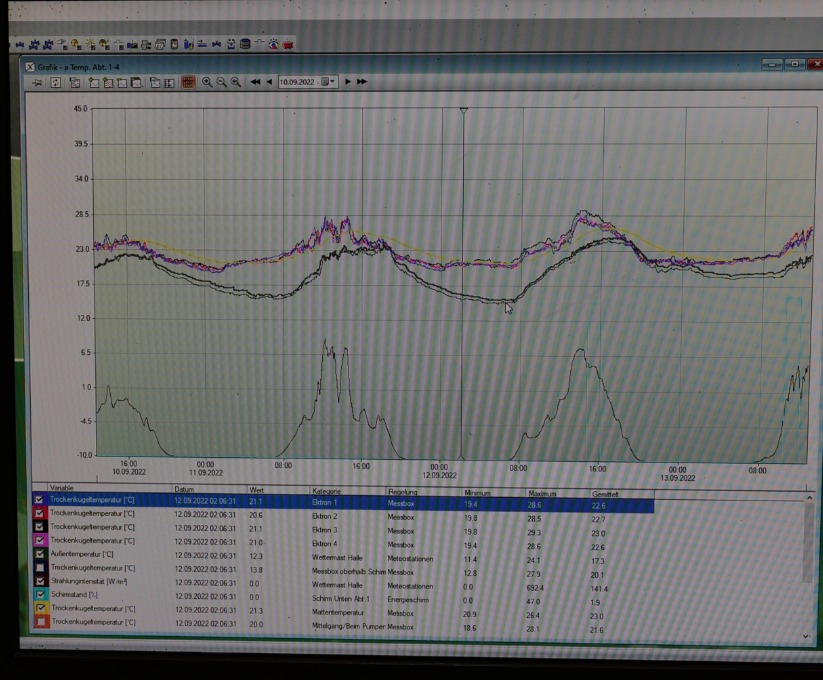 Grafik - a Temp. Abt. 1-4
10.09.2022
45.0
39.5
34.0
28.5
23.0
17.5
12.0
6.5
1.0
-4.5
-10.0
16:00 00:00 08:00 16:00 00:00 08:00 16:00 00:00 08:00
10.09.2022 11.09.2022 12.09.2022 13.09.2022
Variable Datum Wert Kategorie Regelung Minimum Maximum Gemittelt
Trockenkugeltemperatur [°C] 12.09.2022 02:06:31 21.1 Ektron 1 Messbox 19.4 28.6 22.6
Trockenkugeltemperatur [°C] 12.09.2022 02:06:31 20.6 Ektron 2 Messbox 19.8 28.5 22.7
Trockenkugeltemperatur [°C] 12.09.2022 02:06:31 21.1 Ektron 3 Messbox 19.8 29.3 23.0
Trockenkugeltemperatur [°C] 12.09.2022 02:06:31 21.0 Ektron 4 Messbox 19.4 28.6 22.6
Außentemperatur [°C] 12.09.2022 02:06:31 12.3 Wettermast Halle Meteostationen 11.4 24.1 17.3
Trockenkugeltemperatur [°C] 12.09.2022 02:06:31 13.8 Messbox oberhalb Schirm Messbox 12.8 27.9 20.1
Strahlungintensität [W/m²] 12.09.2022 02:06:31 0.0 Wettermast Halle Meteostationen 0.0 692.4 141.4
Schirmstand [%] 12.09.2022 02:06:31 0.0 Schirm Unten Abt.1 Energieschirm 0.0 47.0 1.9
Trockenkugeltemperatur [°C] 12.09.2022 02:06:31 21.3 Mattentemperatur Messbox 20.9 26.4 23.0
Trockenkugeltemperatur [°C] 12.09.2022 02:06:31 20.0 Mittelgang/Beim Pumpen Messbox 18.6 28.1 21.6